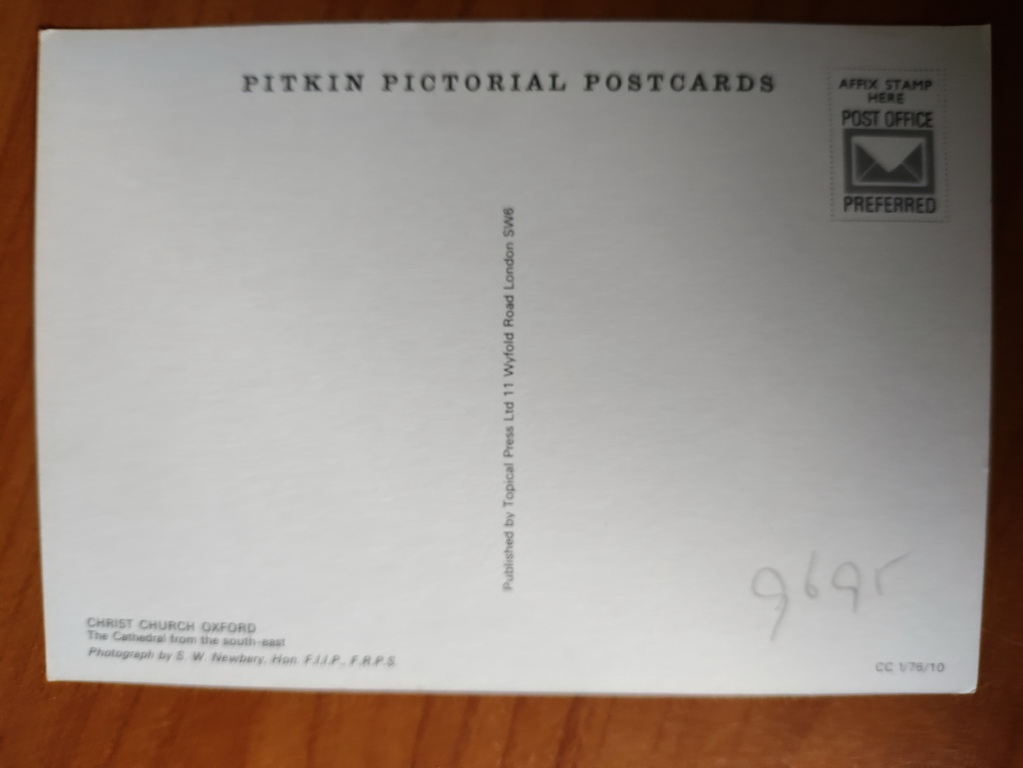 PITKIN PICTORIAL POSTCARDS
AFFIX STAMP
HERE
POST OFFICE
PREFERRED
Published by Topical Press Ltd 11 Wyfold Road London SW6
CHRIST CHURCH OXFORD
The Cathedral from the south-east
Photograph by S. W. Newbery, Hon. F.I.I.P., F.R.P.S.
CC 1/76/10